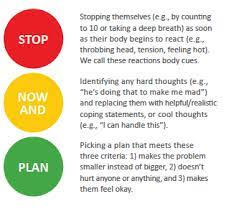 STOP
Stopping themselves (e.g., by counting
to 10 or taking a deep breath) as soon
as their body begins to react (e.g.,
throbbing head, tension, feeling hot).
We call these reactions body cues.
NOW
AND
Identifying any hard thoughts (e.g.,
“he’s doing that to make me mad”)
and replacing them with helpful/realistic
coping statements, or cool thoughts
(e.g., “I can handle this”).
PLAN
Picking a plan that meets these
three criteria: 1) makes the problem
smaller instead of bigger, 2) doesn’t
hurt anyone or anything, and 3) makes
them feel okay.